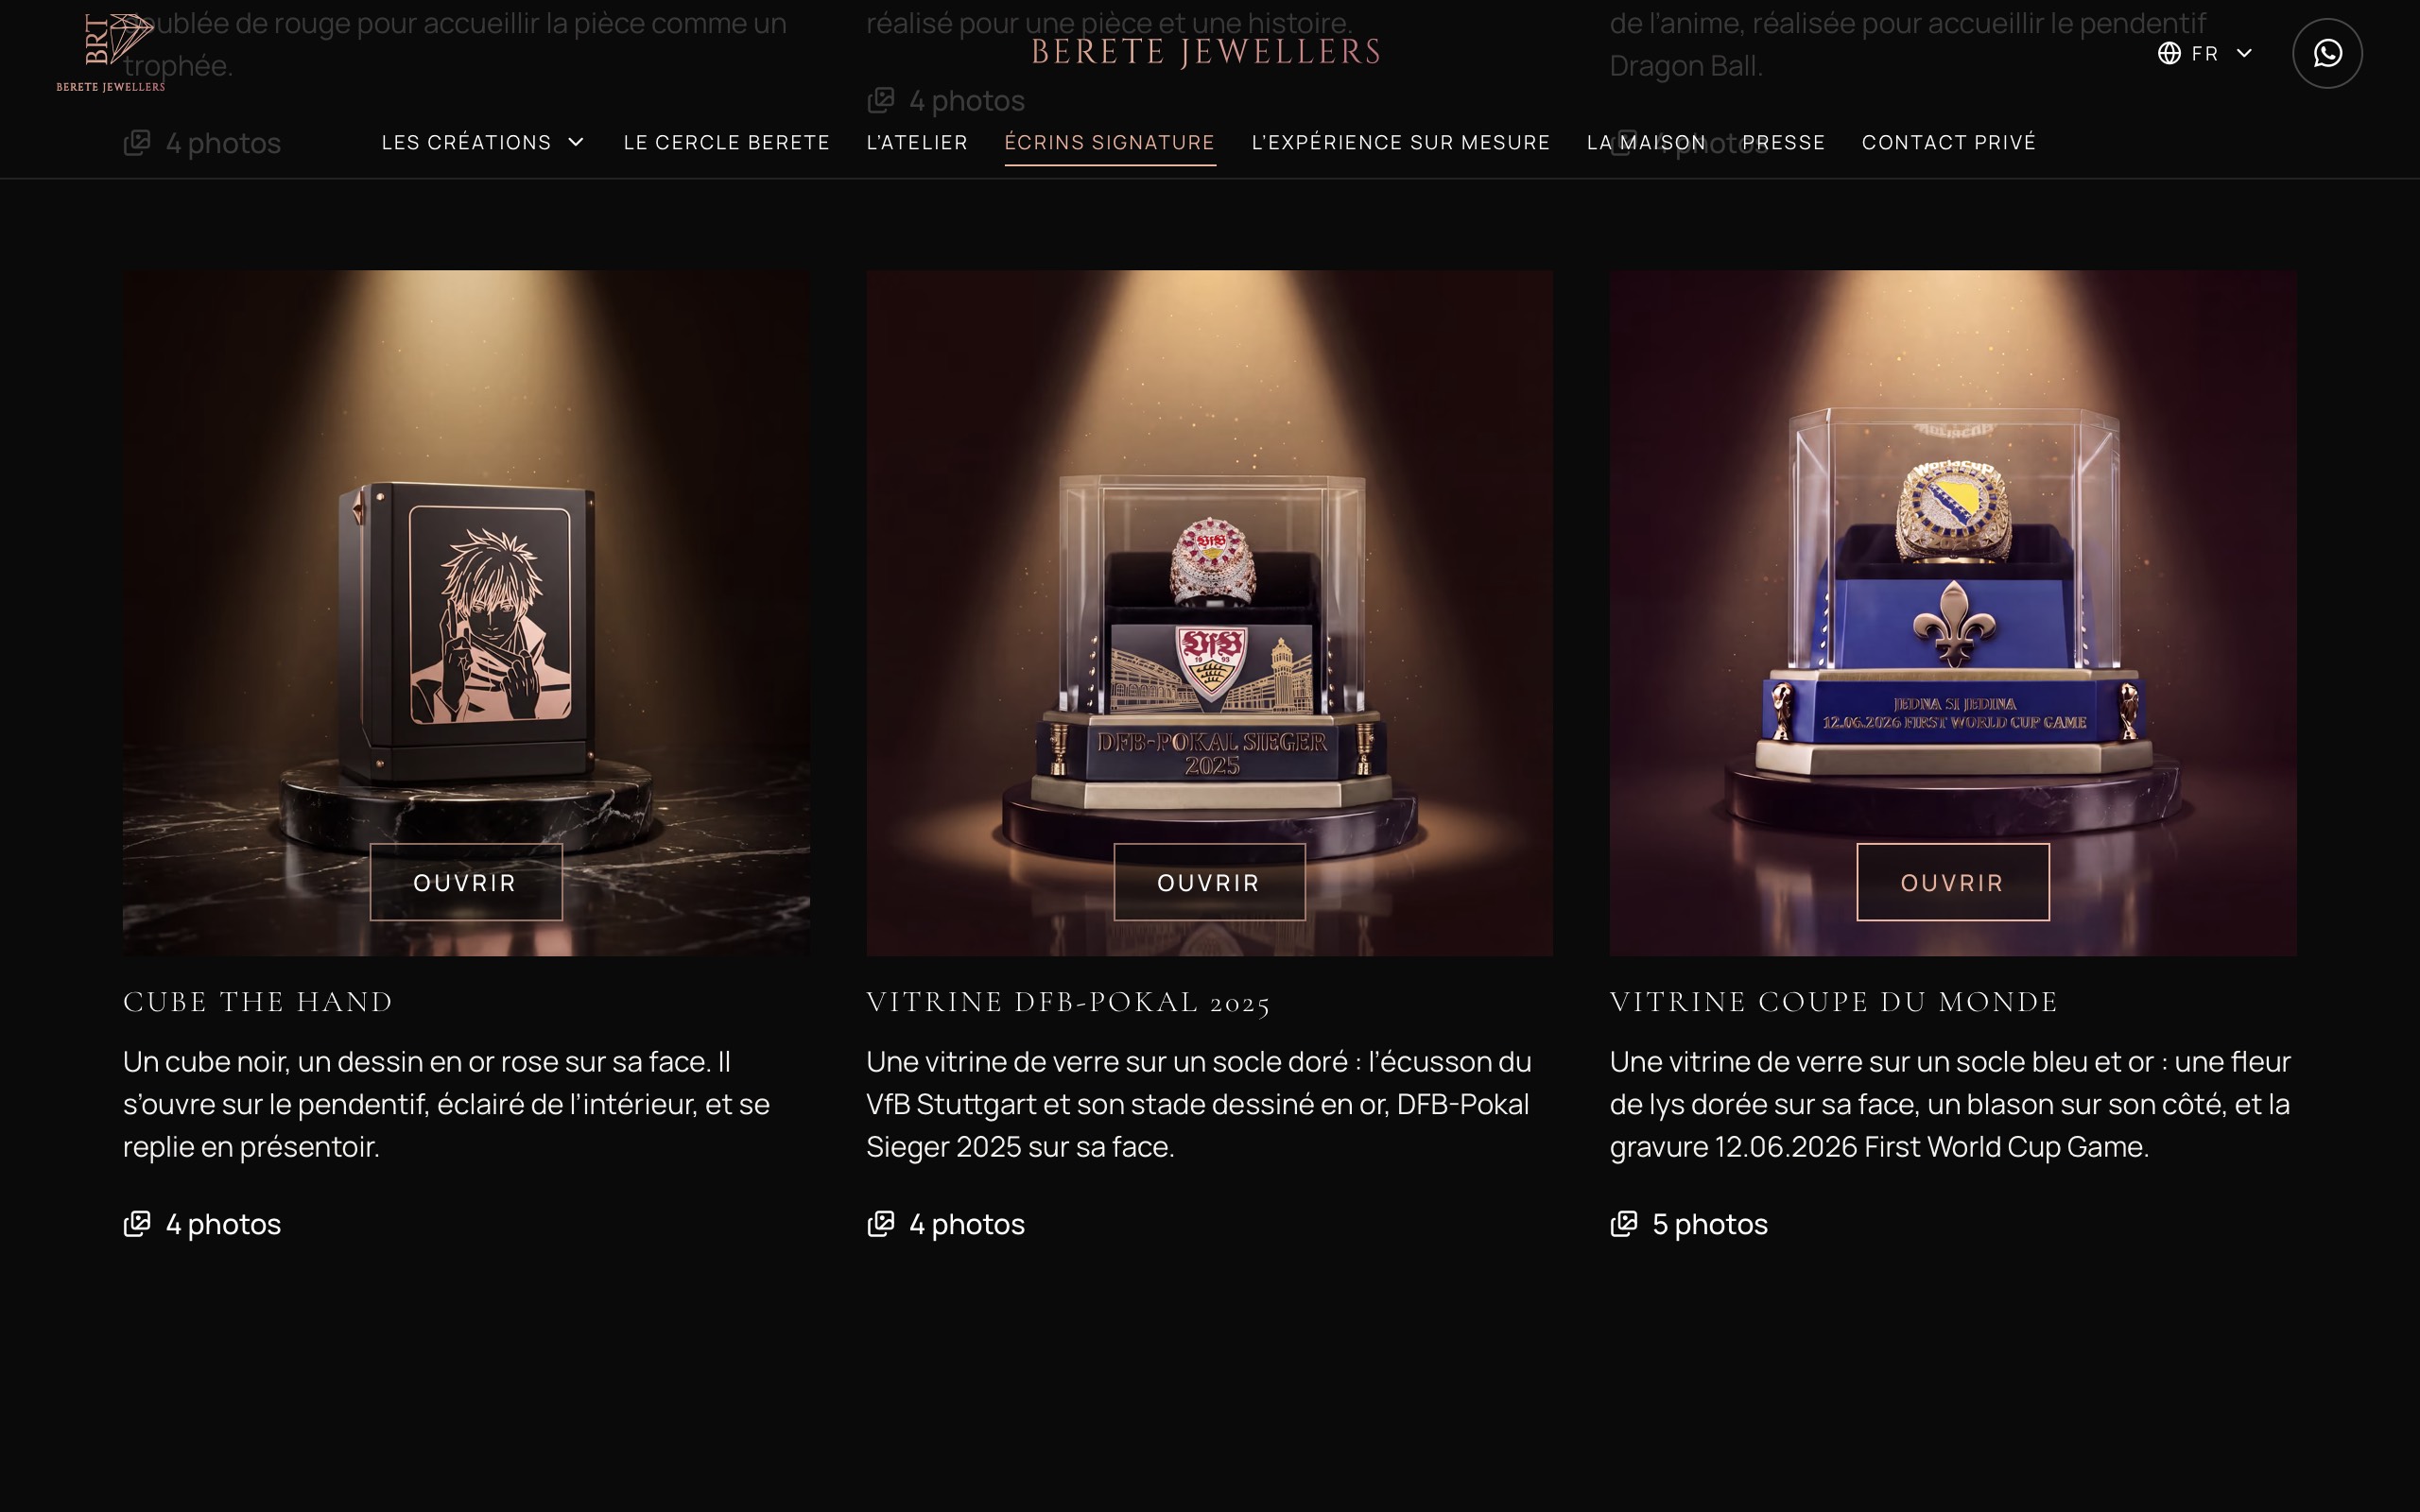 doublée de rouge pour accueillir la pièce comme un
trophée.
4 photos
réalisé pour une pièce et une histoire.
4 photos
de l’anime, réalisée pour accueillir le pendentif
Dragon Ball.
4 photos
BRT
BERETE JEWELLERS
BERETE JEWELLERS
FR
LES CRÉATIONS
LE CERCLE BERETE
L’ATELIER
ÉCRINS SIGNATURE
L’EXPÉRIENCE SUR MESURE
LA MAISON
PRESSE
CONTACT PRIVÉ
OUVRIR
CUBE THE HAND
Un cube noir, un dessin en or rose sur sa face. Il
s’ouvre sur le pendentif, éclairé de l’intérieur, et se
replie en présentoir.
4 photos
VfB
VfB
19 93
DFB-POKAL SIEGER
2025
OUVRIR
VITRINE DFB-POKAL 2025
Une vitrine de verre sur un socle doré : l’écusson du
VfB Stuttgart et son stade dessiné en or, DFB-Pokal
Sieger 2025 sur sa face.
4 photos
WORLDCUP
JEDNA SI JEDINA
12.06.2026 FIRST WORLD CUP GAME
OUVRIR
VITRINE COUPE DU MONDE
Une vitrine de verre sur un socle bleu et or : une fleur
de lys dorée sur sa face, un blason sur son côté, et la
gravure 12.06.2026 First World Cup Game.
5 photos